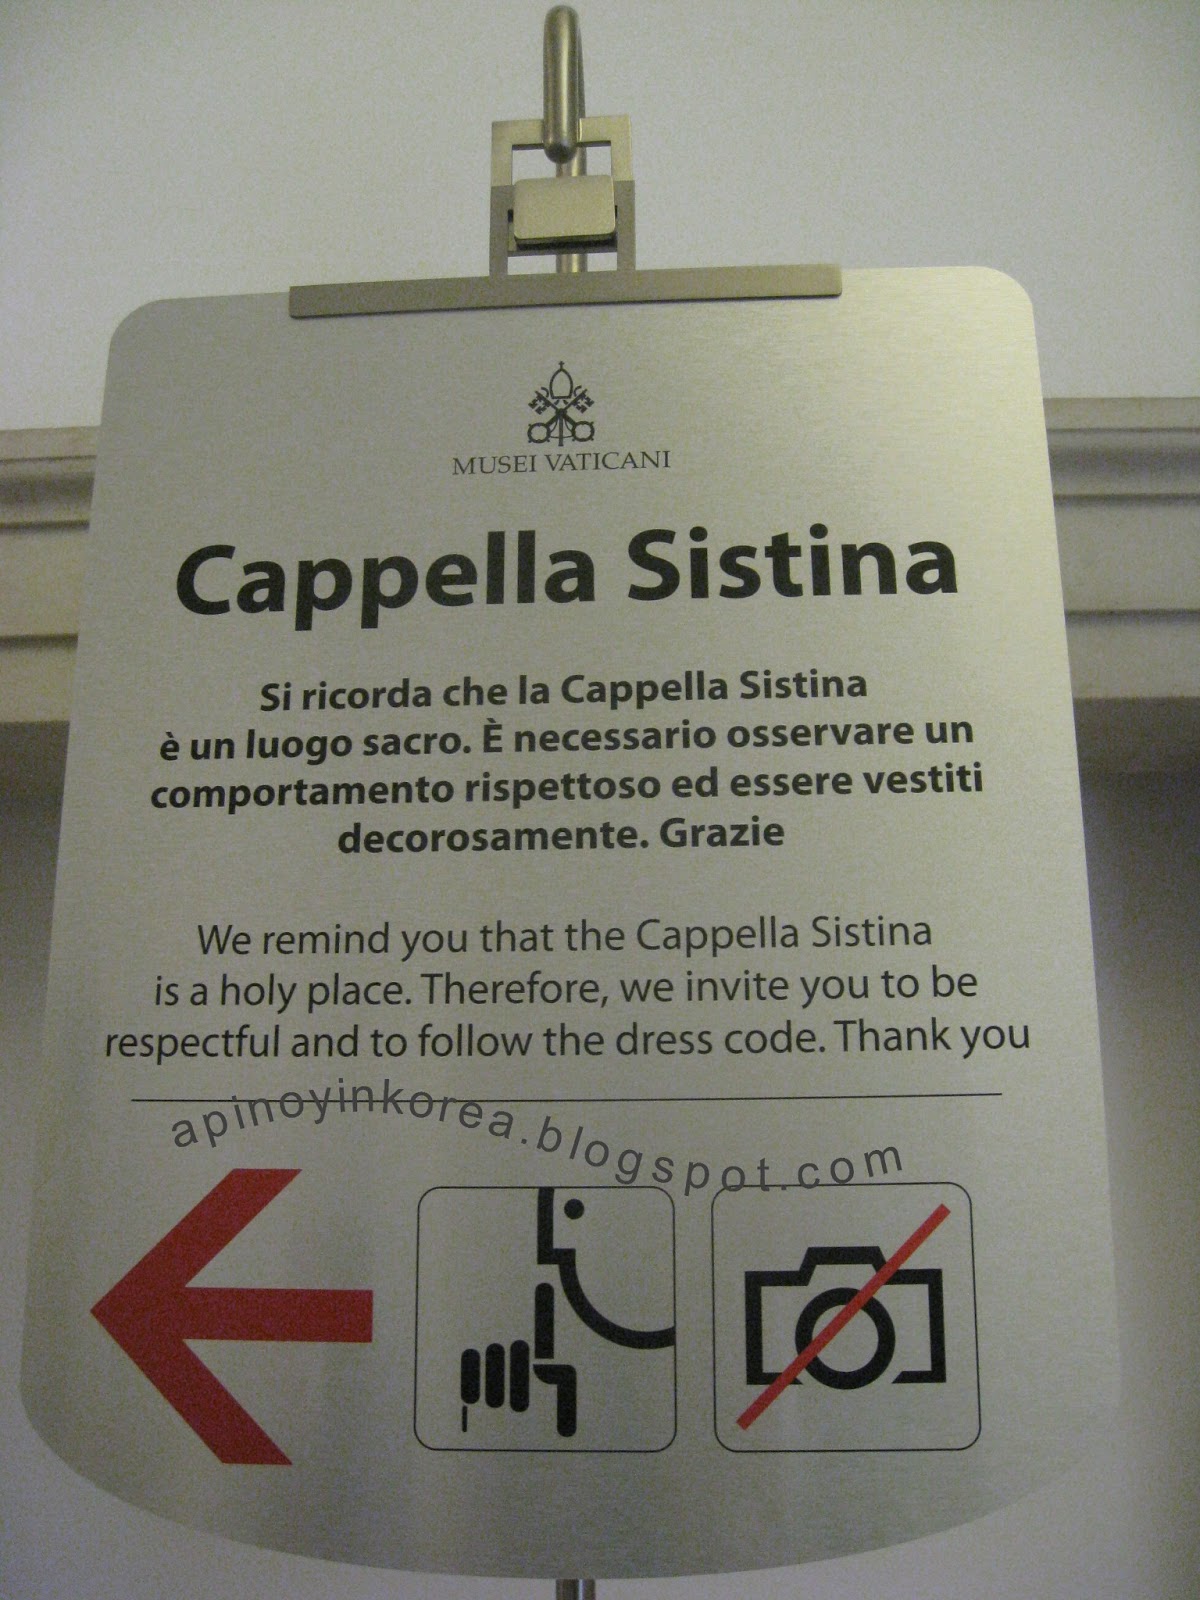 MUSEI VATICANI
Cappella Sistina
Si ricorda che la Cappella Sistina
è un luogo sacro. È necessario osservare un
comportamento rispettoso ed essere vestiti
decorosamente. Grazie
We remind you that the Cappella Sistina
is a holy place. Therefore, we invite you to be
respectful and to follow the dress code. Thank you
apinoyinkorea.blogspot.com